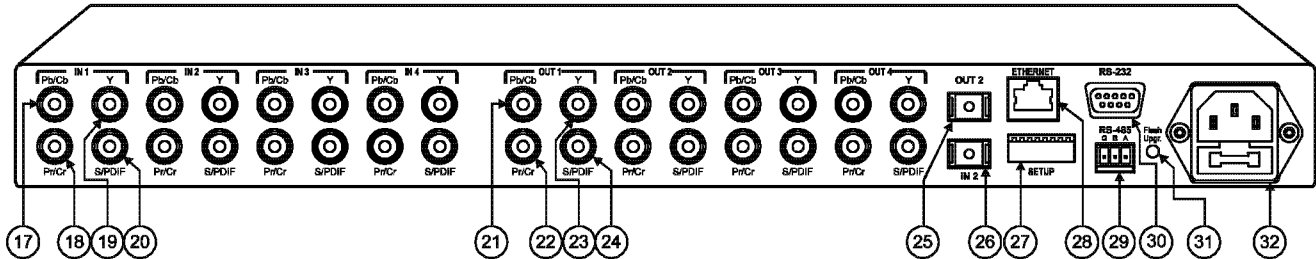 IN 1 IN 2 IN 3 IN 4 OUT 1 OUT 2 OUT 3 OUT 4
Pb/Cb Y Pb/Cb Y Pb/Cb Y Pb/Cb Y Pb/Cb Y Pb/Cb Y Pb/Cb Y Pb/Cb Y
OUT 2 ETHERNET RS-232
RS-485 Flash
G B A Upgr.
Pr/Cr S/PDIF Pr/Cr S/PDIF Pr/Cr S/PDIF Pr/Cr S/PDIF Pr/Cr S/PDIF Pr/Cr S/PDIF Pr/Cr S/PDIF Pr/Cr S/PDIF
IN 2 SETUP
17 18 19 20 21 22 23 24 25 26 27 28 29 30 31 32